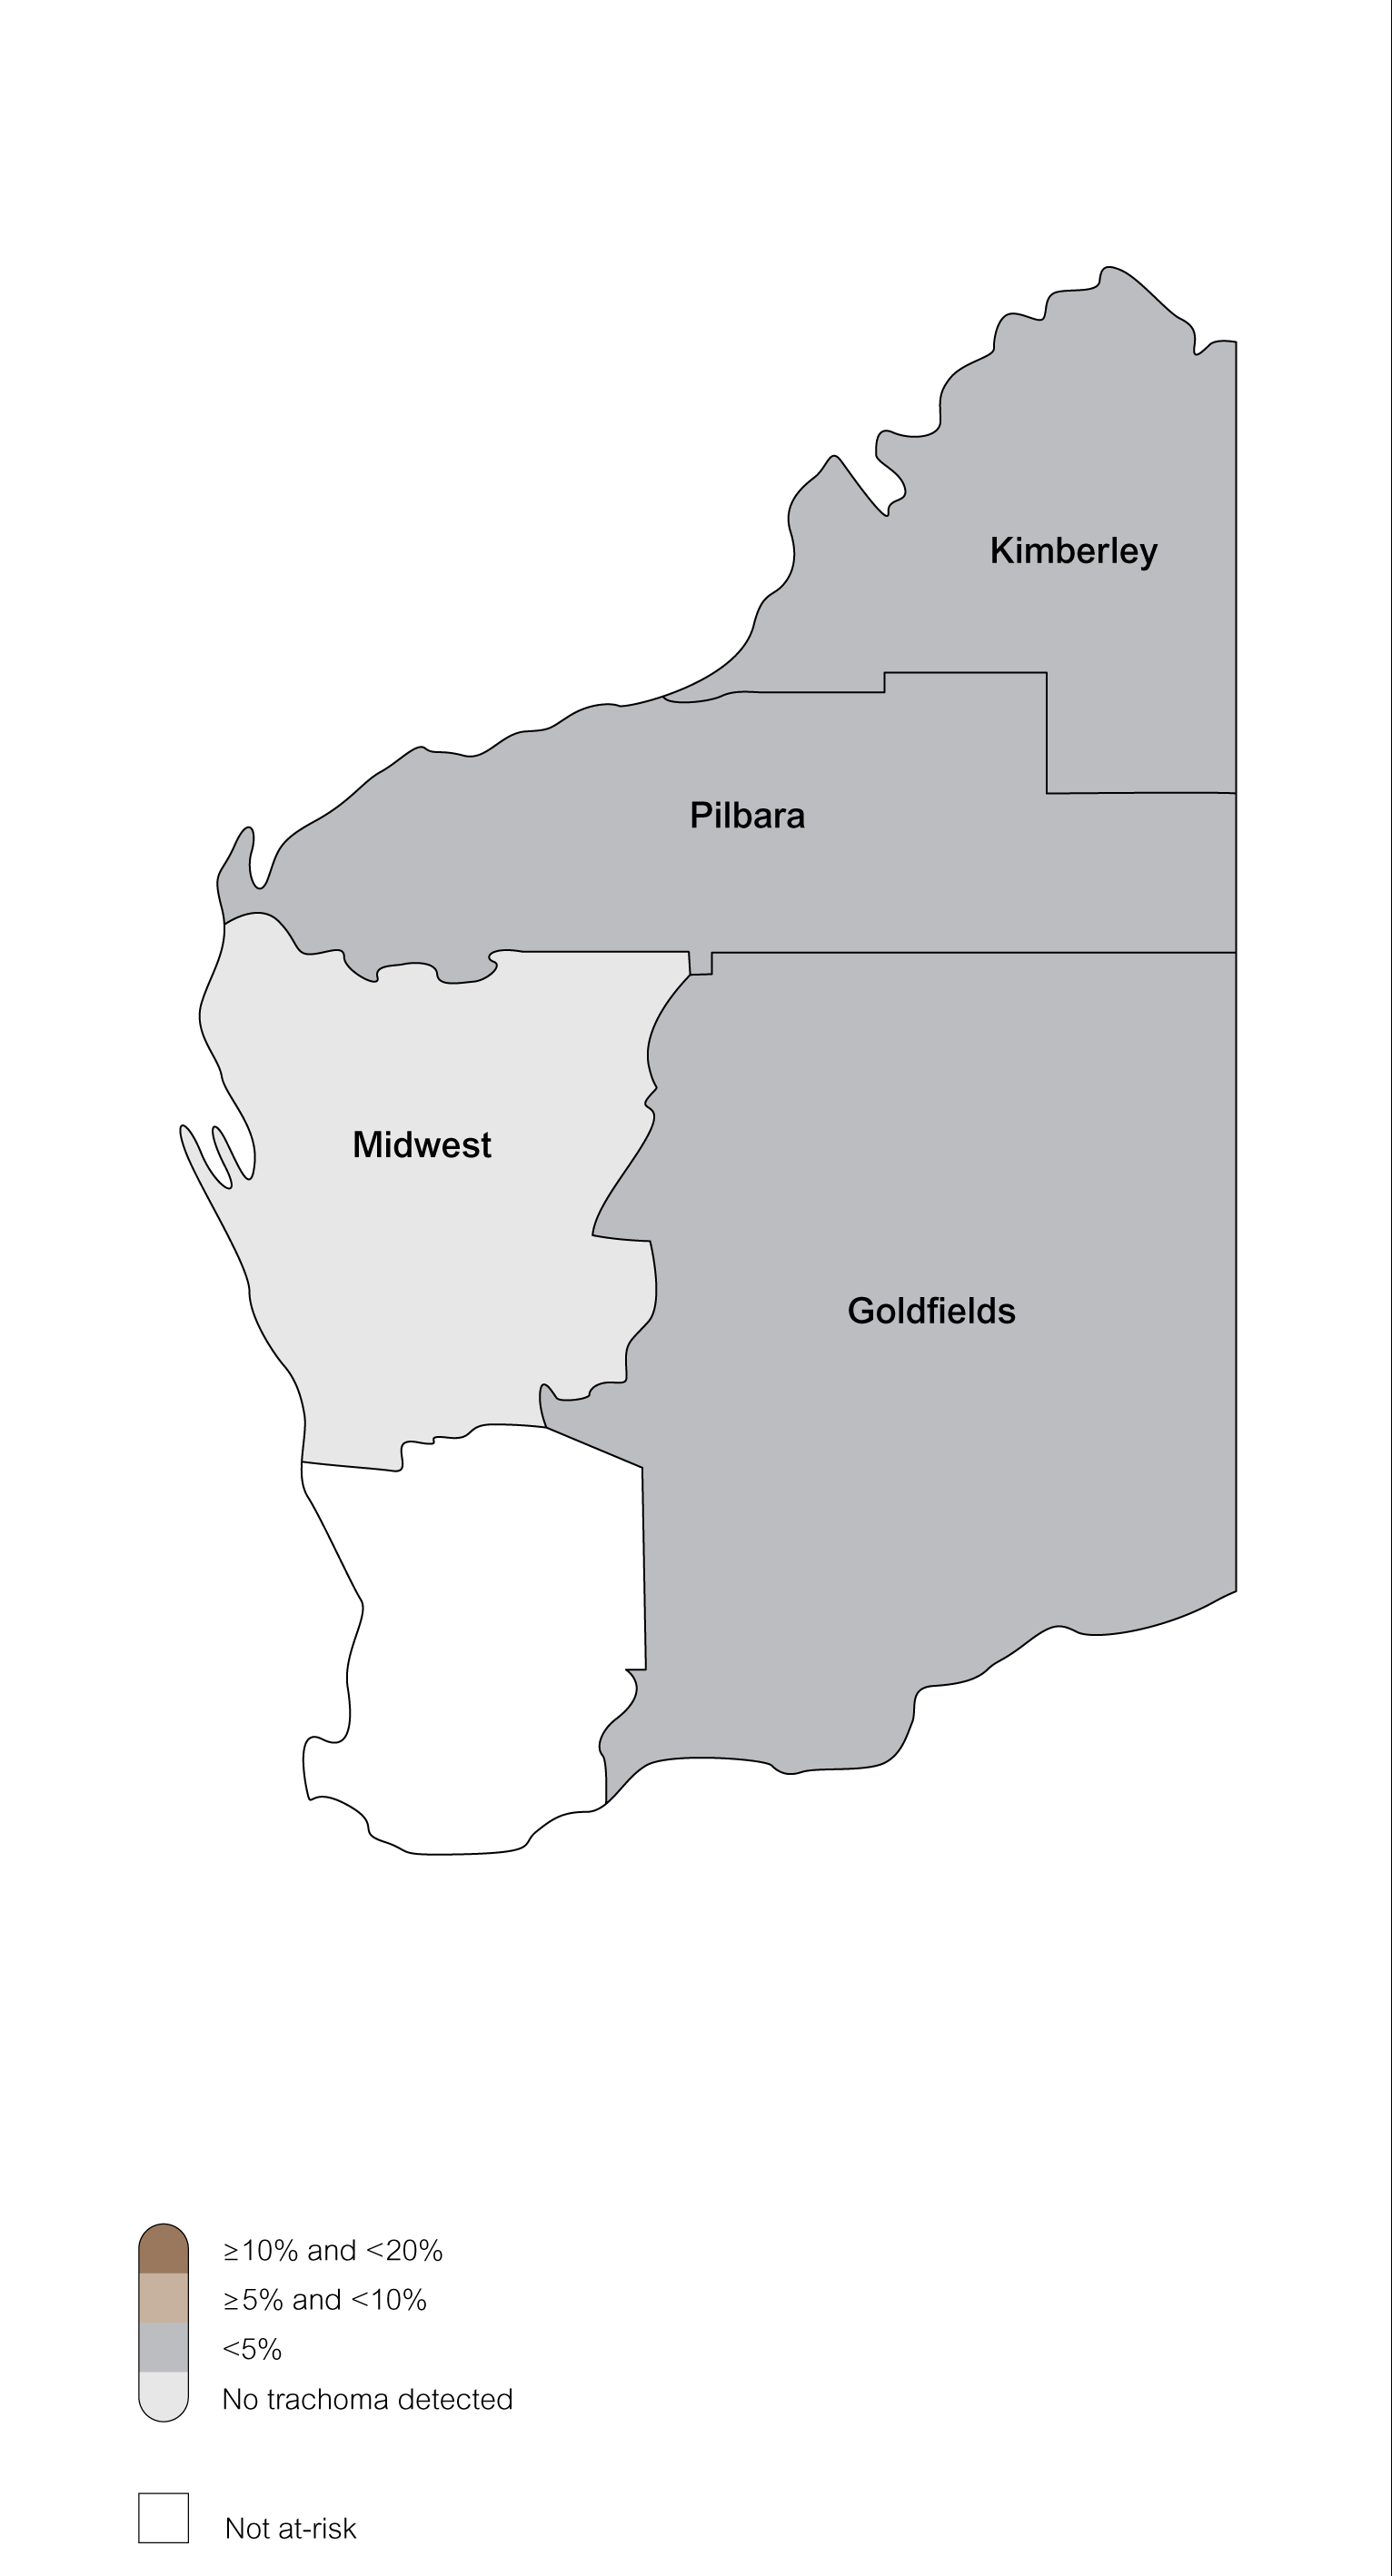 Kimberley
Pilbara
Midwest
Goldfields
≥10% and <20%
≥5% and <10%
<5%
No trachoma detected
Not at-risk